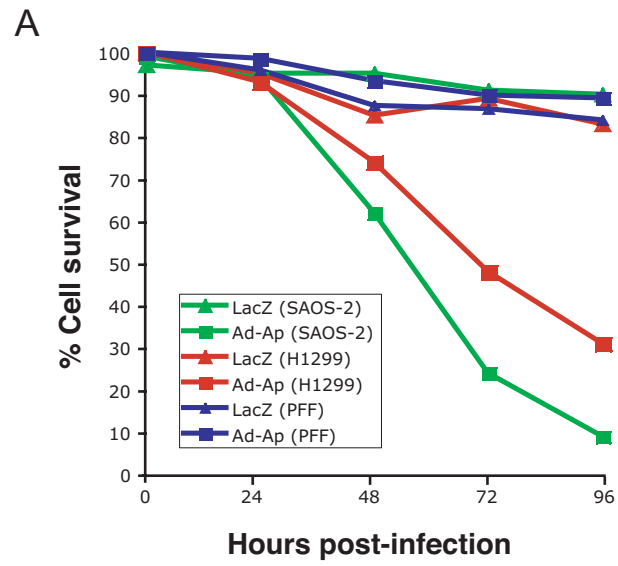 A
100
90
80
70
60
50
40
30
20
10
0
% Cell survival
LacZ (SAOS-2)
Ad-Ap (SAOS-2)
LacZ (H1299)
Ad-Ap (H1299)
LacZ (PFF)
Ad-Ap (PFF)
0 24 48 72 96
Hours post-infection